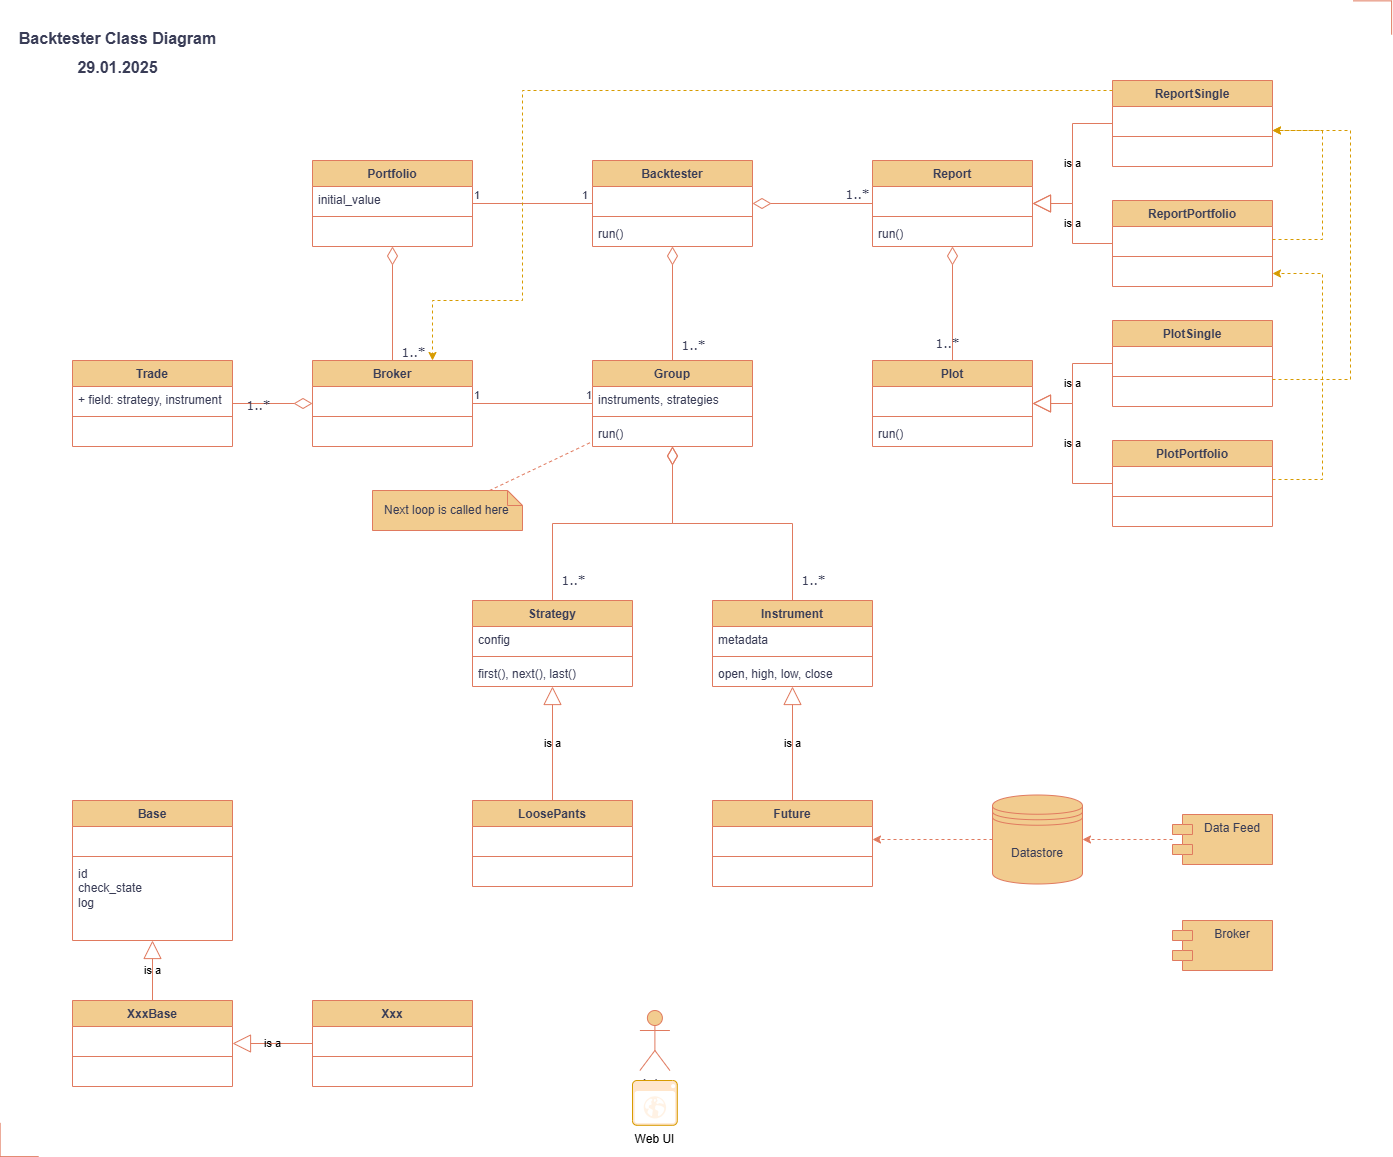 Backtester Class Diagram
29.01.2025
ReportSingle
Portfolio
initial_value
1
1
Backtester
run()
1..*
Report
run()
is a
is a
ReportPortfolio
1..*
1..*
1..*
PlotSingle
Trade
+ field: strategy, instrument
1..*
Broker
1
1
Group
instruments, strategies
run()
Plot
run()
is a
is a
PlotPortfolio
Next loop is called here
1..*
1..*
Strategy
config
first(), next(), last()
Instrument
metadata
open, high, low, close
is a
is a
Base
id
check_state
log
LoosePants
Future
Datastore
Data Feed
Broker
is a
XxxBase
is a
Xxx
Web UI